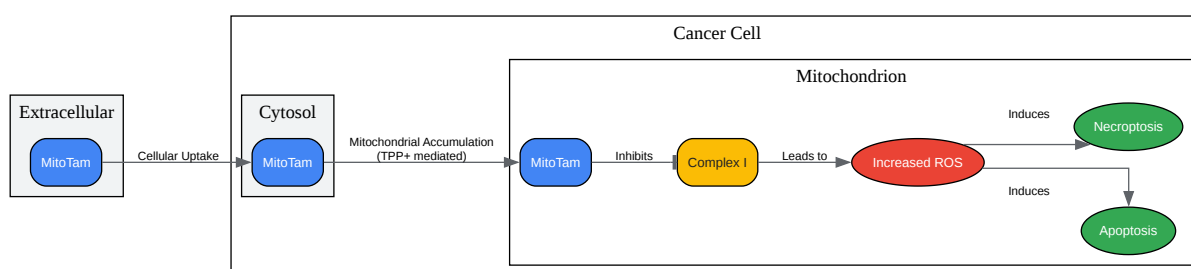 Cancer Cell
Mitochondrion
Extracellular
Cytosol
MitoTam
Cellular Uptake
MitoTam
Mitochondrial Accumulation
(TPP+ mediated)
MitoTam
Inhibits
Complex I
Leads to
Increased ROS
Induces
Necroptosis
Induces
Apoptosis